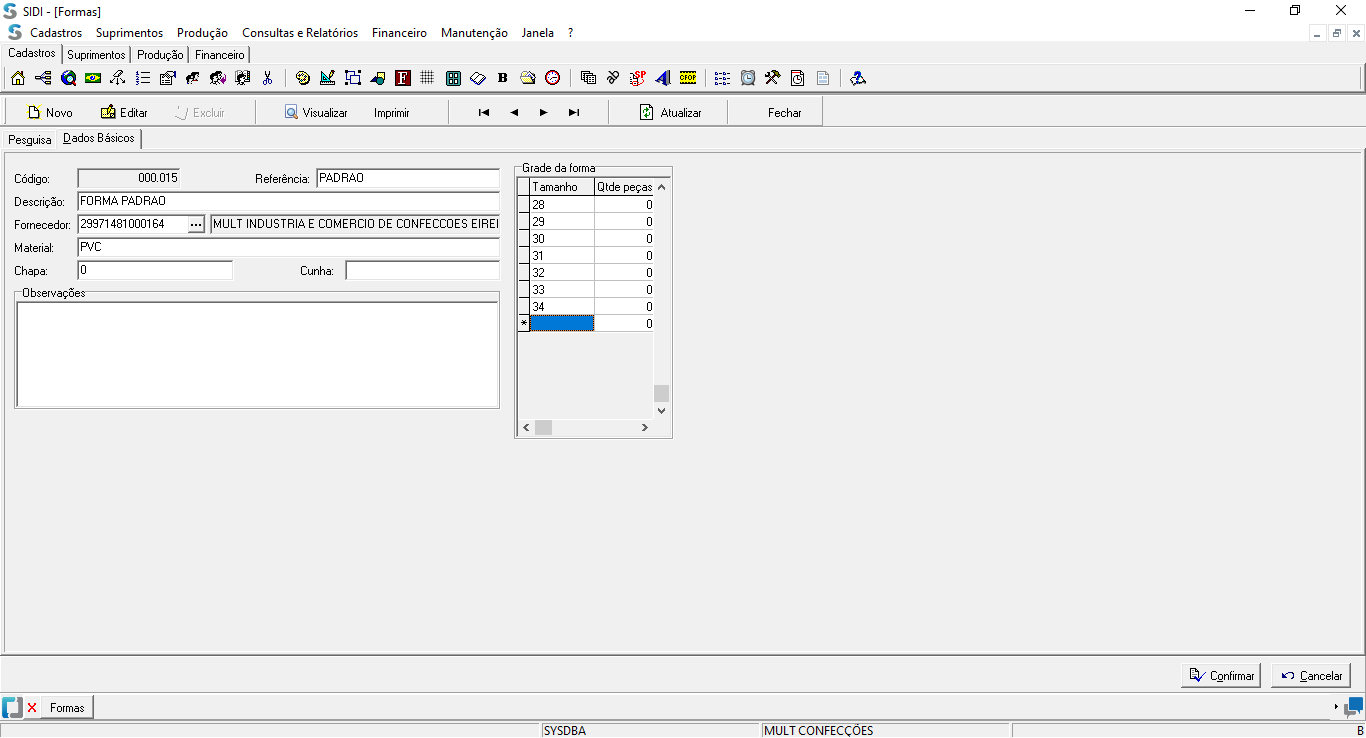 SIDI - [Formas]
Cadastros Suprimentos Produção Consultas e Relatórios Financeiro Manutenção Janela ?
Cadastros Suprimentos Produção Financeiro
F B SP CFOP
Novo Editar Excluir Visualizar Imprimir Atualizar Fechar
Pesquisa Dados Básicos
Código: 000.015 Referência: PADRAO
Descrição: FORMA PADRAO
Fornecedor: 29971481000164 ... MULT INDUSTRIA E COMERCIO DE CONFECCOES EIREI
Material: PVC
Chapa: 0 Cunha:
Observações
Grade da forma
Tamanho Qtde peças
28 0
29 0
30 0
31 0
32 0
33 0
34 0
* 0
Confirmar Cancelar
Formas
SYSDBA MULT CONFECÇÕES B